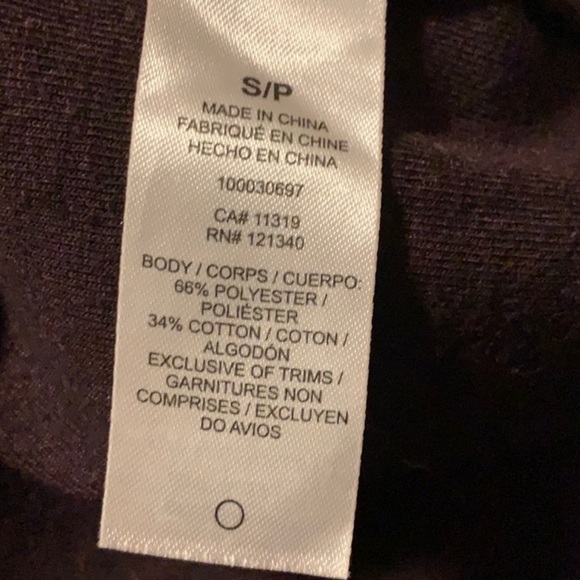 S/P
MADE IN CHINA
FABRIQUÉ EN CHINE
HECHO EN CHINA
100030697
CA# 11319
RN# 121340
BODY / CORPS / CUERPO:
66% POLYESTER /
POLIÉSTER
34% COTTON / COTON /
ALGODÓN
EXCLUSIVE OF TRIMS /
GARNITURES NON
COMPRISES / EXCLUYEN
DO AVIOS